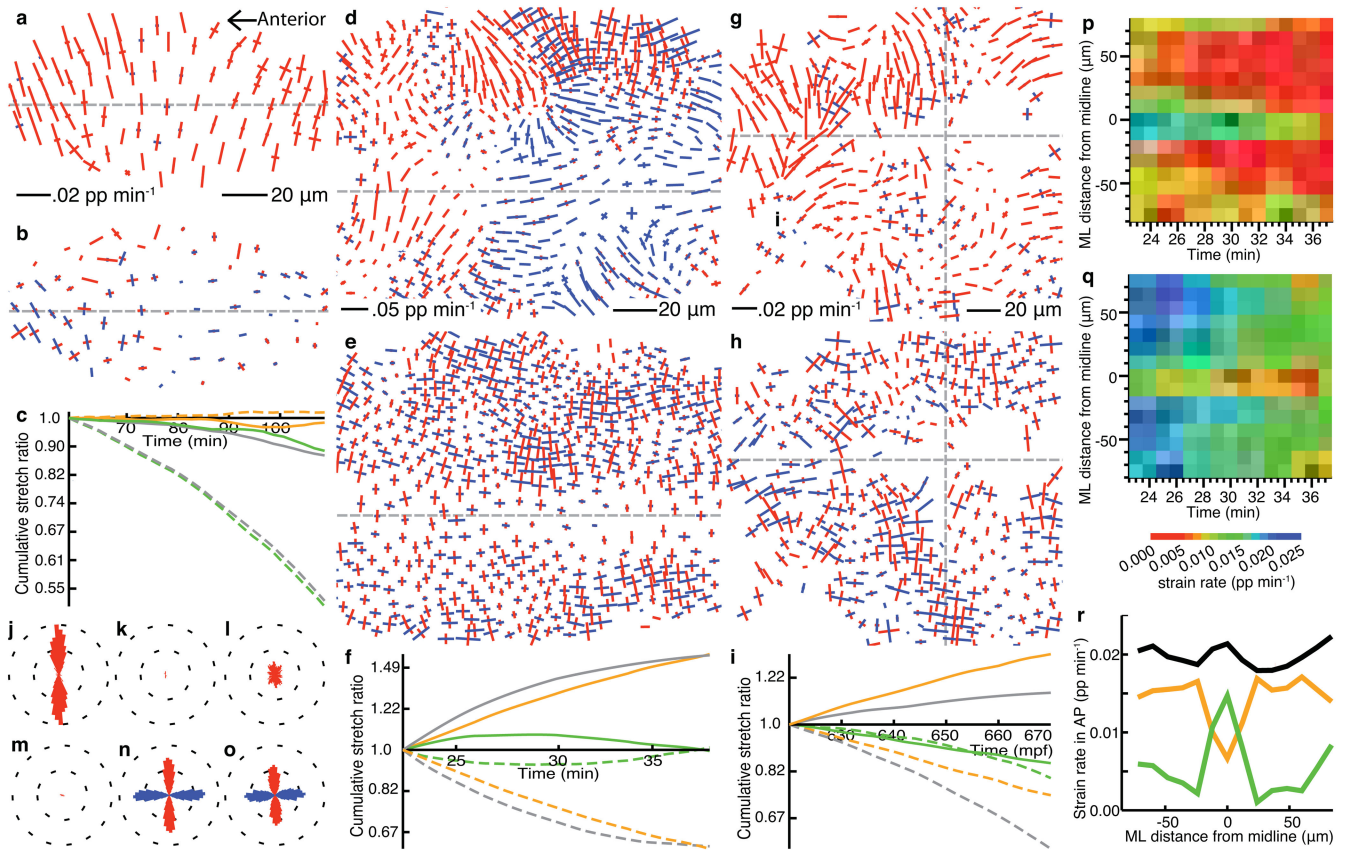 a
Anterior
.02 pp min⁻¹
20 µm
b
c
1.0
0.90
0.82
0.74
0.67
0.61
0.55
70
80
90
100
Time (min)
Cumulative stretch ratio
d
.05 pp min⁻¹
20 µm
e
f
1.49
1.22
1.0
0.82
0.67
25
30
35
Time (min)
Cumulative stretch ratio
g
i
.02 pp min⁻¹
20 µm
h
i
1.22
1.0
0.82
0.67
630
640
650
660
670
Time (mpf)
Cumulative stretch ratio
j
k
l
m
n
o
p
50
0
-50
24 26 28 30 32 34 36
Time (min)
ML distance from midline (µm)
q
50
0
-50
24 26 28 30 32 34 36
Time (min)
ML distance from midline (µm)
0.000 0.005 0.010 0.015 0.020 0.025
strain rate (pp min⁻¹)
r
0.02
0.01
0.00
-50 0 50
Strain rate in AP (pp min⁻¹)
ML distance from midline (µm)